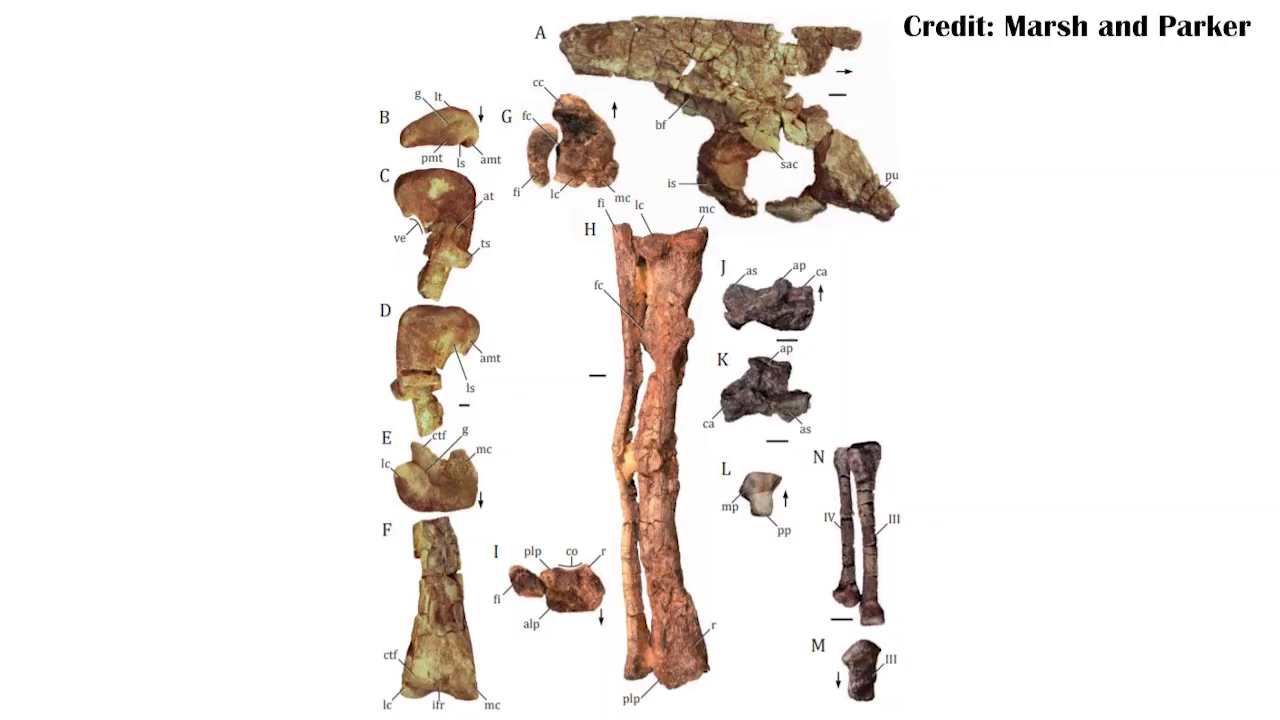 Credit: Marsh and Parker
A
bf
sac
is
pu
B
g
lt
pmt
ls
amt
C
at
ve
ts
D
amt
ls
E
ctf
g
mc
lc
F
ctf
lc
ifr
mc
G
cc
fc
fi
lc
mc
H
fi
lc
mc
fc
r
plp
I
plp
co
r
fi
alp
J
as
ap
ca
K
ap
ca
as
L
mp
pp
N
IV
III
M
III